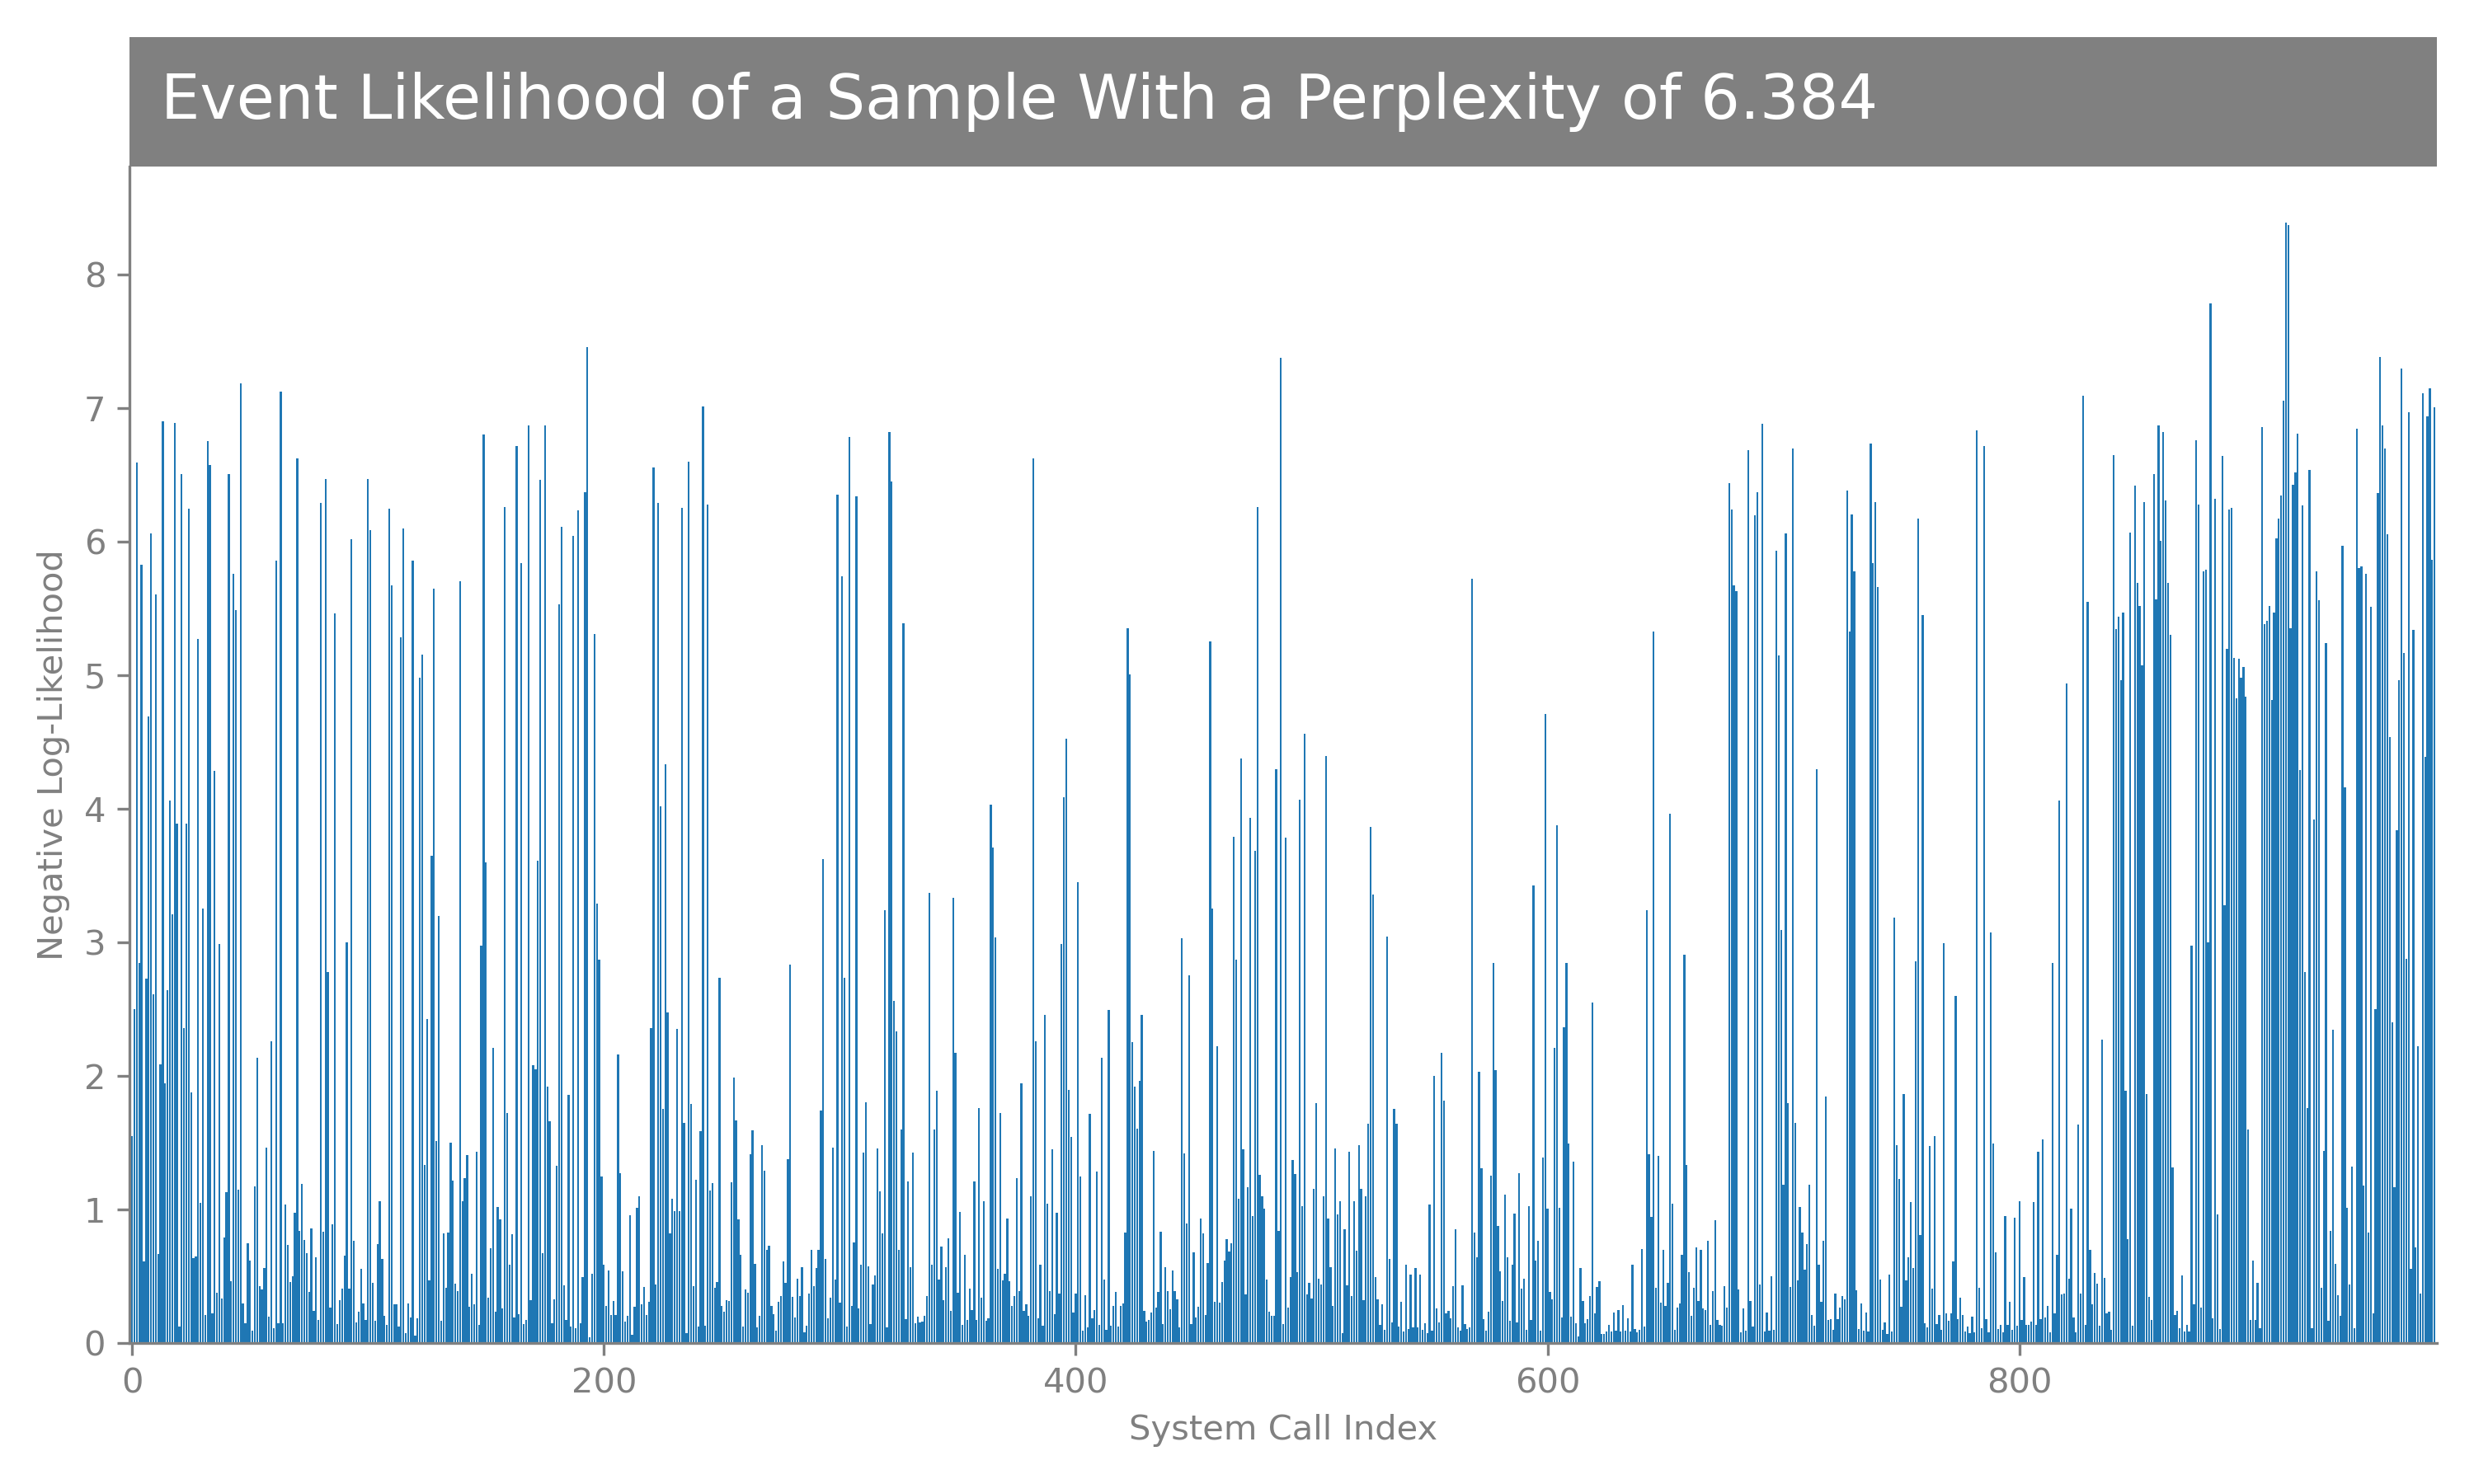 Event Likelihood of a Sample With a Perplexity of 6.384
8
7
6
5
4
3
2
1
0
Negative Log-Likelihood
0 200 400 600 800
System Call Index